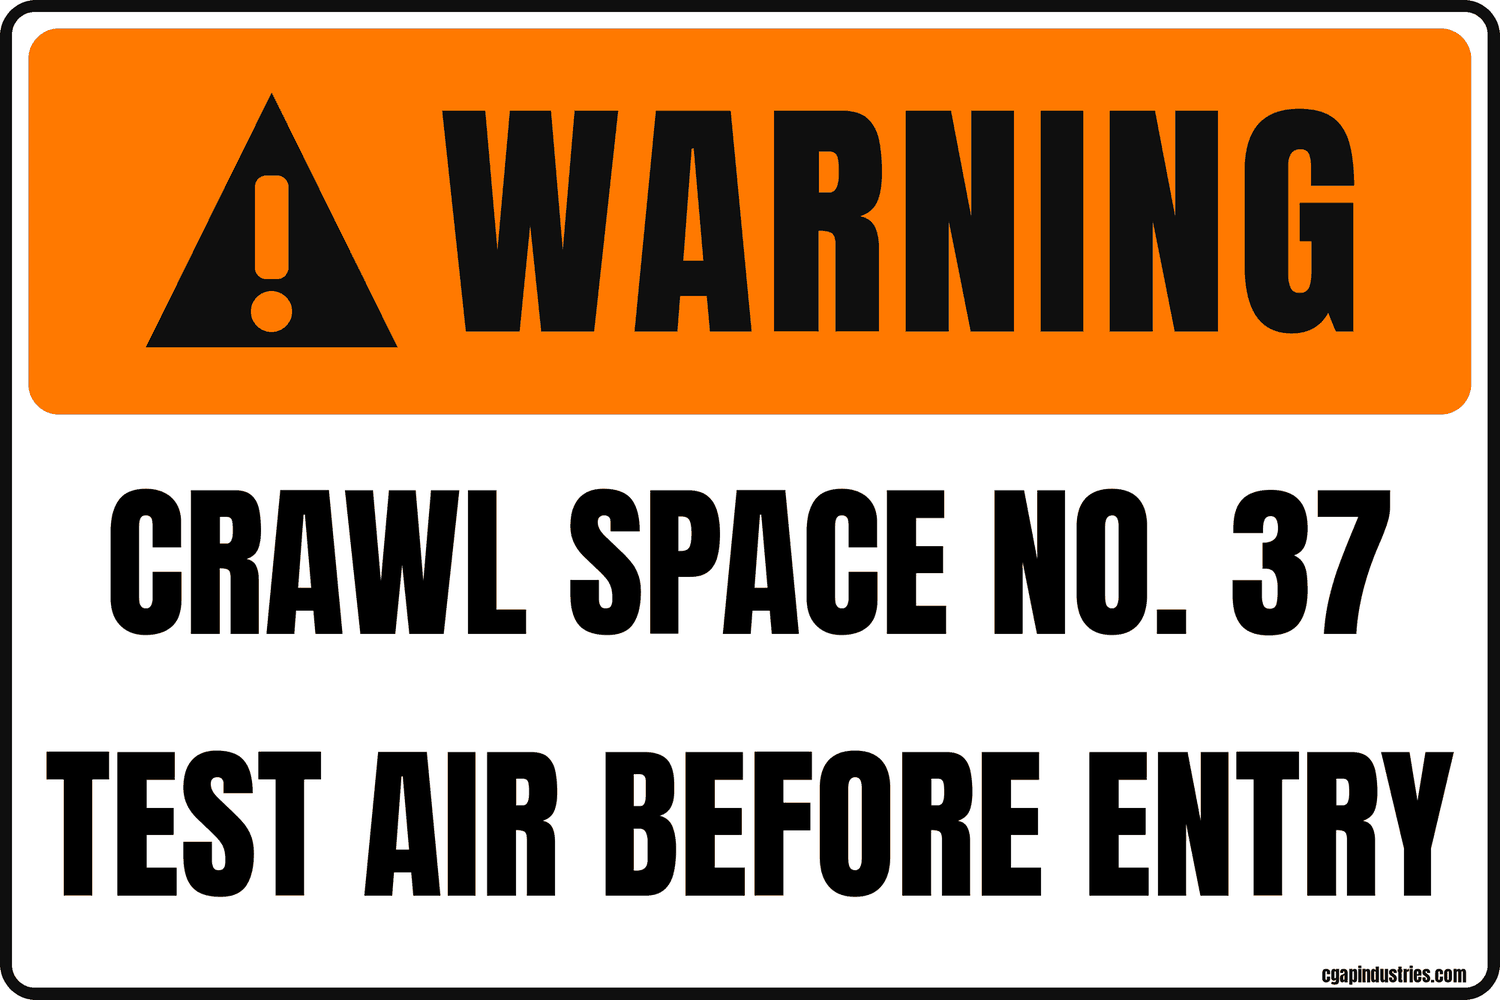 WARNING
CRAWL SPACE NO. 37
TEST AIR BEFORE ENTRY
cgapindustries.com